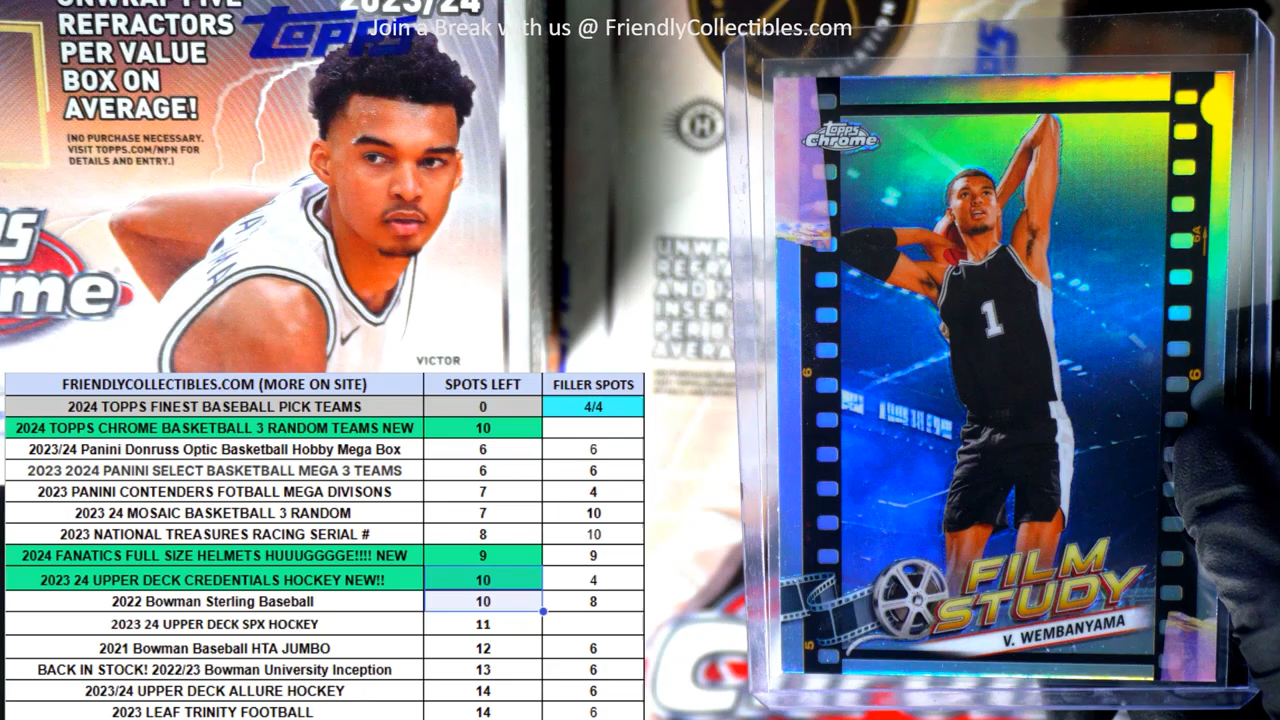 UNWRAP FIVE
REFRACTORS
PER VALUE
BOX ON
AVERAGE!
(NO PURCHASE NECESSARY.
VISIT TOPPS.COM/NPN FOR
DETAILS AND ENTRY.)
2023/24
topps
Join a Break with us @ FriendlyCollectibles.com
VICTOR
FRIENDLYCOLLECTIBLES.COM (MORE ON SITE) SPOTS LEFT FILLER SPOTS
2024 TOPPS FINEST BASEBALL PICK TEAMS 0 4/4
2024 TOPPS CHROME BASKETBALL 3 RANDOM TEAMS NEW 10
2023/24 Panini Donruss Optic Basketball Hobby Mega Box 6 6
2023 2024 PANINI SELECT BASKETBALL MEGA 3 TEAMS 6 6
2023 PANINI CONTENDERS FOTBALL MEGA DIVISONS 7 4
2023 24 MOSAIC BASKETBALL 3 RANDOM 7 10
2023 NATIONAL TREASURES RACING SERIAL # 8 10
2024 FANATICS FULL SIZE HELMETS HUUUGGGGE!!!! NEW 9 9
2023 24 UPPER DECK CREDENTIALS HOCKEY NEW!! 10 4
2022 Bowman Sterling Baseball 10 8
2023 24 UPPER DECK SPX HOCKEY 11
2021 Bowman Baseball HTA JUMBO 12 6
BACK IN STOCK! 2022/23 Bowman University Inception 13 6
2023/24 UPPER DECK ALLURE HOCKEY 14 6
2023 LEAF TRINITY FOOTBALL 14 6
topps
Chrome
1
6A
6
6
5
FILM
STUDY
V. WEMBANYAMA